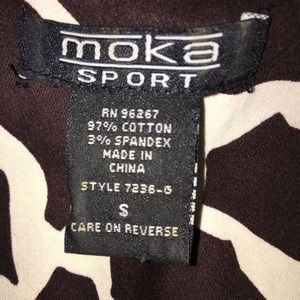 moka
SPORT
RN 96267
97% COTTON
3% SPANDEX
MADE IN
CHINA
STYLE 7236-G
S
CARE ON REVERSE